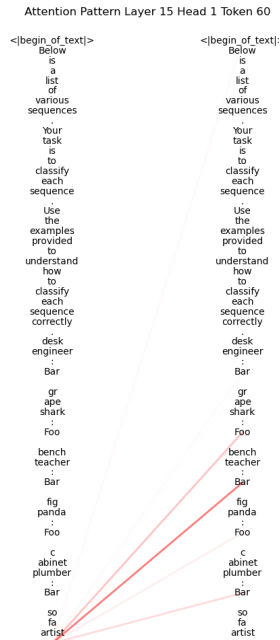 Attention Pattern Layer 15 Head 1 Token 60
<|begin_of_text|> <|begin_of_text|>
Below Below
is is
a a
list list
of of
various various
sequences sequences
. .
Your Your
task task
is is
to to
classify classify
each each
sequence sequence
. .
Use Use
the the
examples examples
provided provided
to to
understand understand
how how
to to
classify classify
each each
sequence sequence
correctly correctly
. .
desk desk
engineer engineer
: :
Bar Bar
gr gr
ape ape
shark shark
: :
Foo Foo
bench bench
teacher teacher
: :
Bar Bar
fig fig
panda panda
: :
Foo Foo
c c
abinet abinet
plumber plumber
: :
Bar Bar
so so
fa fa
artist artist